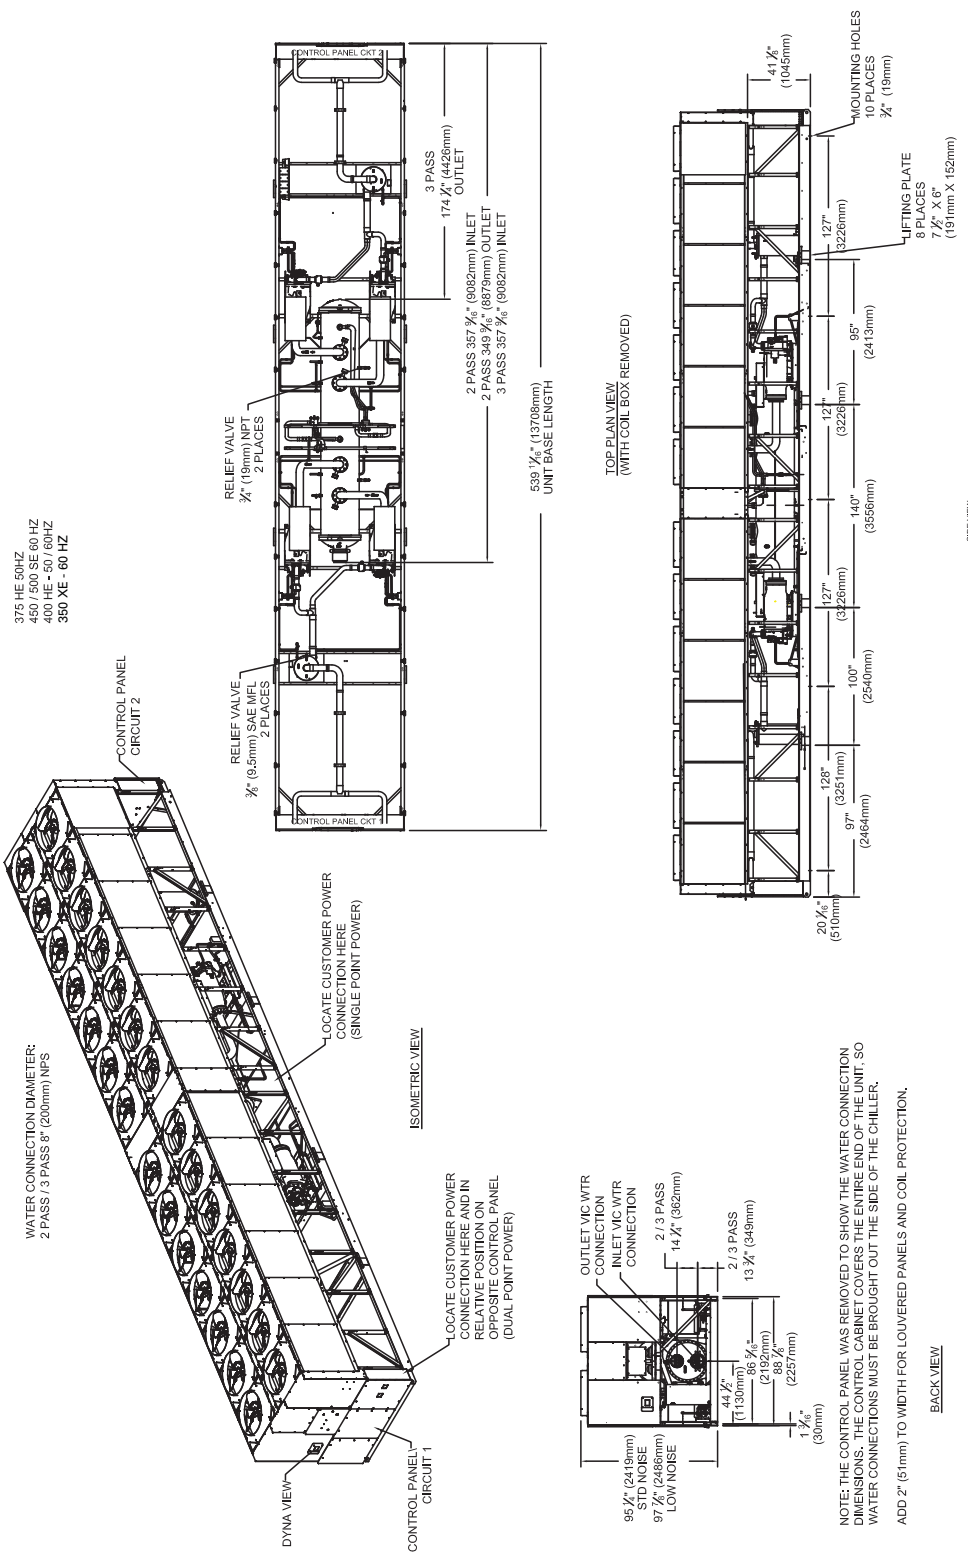 375 HE 50HZ
450 / 500 SE 60 HZ
400 HE - 50 / 60HZ
350 XE - 60 HZ
WATER CONNECTION DIAMETER:
2 PASS / 3 PASS 8" (200mm) NPS
CONTROL PANEL
CIRCUIT 2
LOCATE CUSTOMER POWER
CONNECTION HERE
(SINGLE POINT POWER)
ISOMETRIC VIEW
LOCATE CUSTOMER POWER
CONNECTION HERE AND IN
RELATIVE POSITION ON
OPPOSITE CONTROL PANEL
(DUAL POINT POWER)
DYNA VIEW
CONTROL PANEL
CIRCUIT 1
RELIEF VALVE
¾" (19mm) NPT
2 PLACES
RELIEF VALVE
⅜" (9.5mm) SAE MFL
2 PLACES
CONTROL PANEL CKT 2
CONTROL PANEL CKT 1
3 PASS
174 ¼" (4426mm)
OUTLET
2 PASS 357 9/16" (9082mm) INLET
2 PASS 349 9/16" (8879mm) OUTLET
3 PASS 357 9/16" (9082mm) INLET
539 11/16" (13708mm)
UNIT BASE LENGTH
TOP PLAN VIEW
(WITH COIL BOX REMOVED)
41 ⅛"
(1045mm)
MOUNTING HOLES
10 PLACES
¾" (19mm)
LIFTING PLATE
8 PLACES
7 ½" X 6"
(191mm X 152mm)
127"
(3226mm)
95"
(2413mm)
127"
(3226mm)
140"
(3556mm)
127"
(3226mm)
100"
(2540mm)
128"
(3251mm)
97"
(2464mm)
20 1/16"
(510mm)
OUTLET VIC WTR
CONNECTION
INLET VIC WTR
CONNECTION
2 / 3 PASS
14 ¼" (362mm)
2 / 3 PASS
13 ¾" (349mm)
95 ¼" (2419mm)
STD NOISE
97 ⅞" (2486mm)
LOW NOISE
44 ½"
(1130mm)
86 5/16"
(2192mm)
88 ⅞"
(2257mm)
1 3/16"
(30mm)
NOTE: THE CONTROL PANEL WAS REMOVED TO SHOW THE WATER CONNECTION
DIMENSIONS. THE CONTROL CABINET COVERS THE ENTIRE END OF THE UNIT, SO
WATER CONNECTIONS MUST BE BROUGHT OUT THE SIDE OF THE CHILLER.
ADD 2" (51mm) TO WIDTH FOR LOUVERED PANELS AND COIL PROTECTION.
BACK VIEW